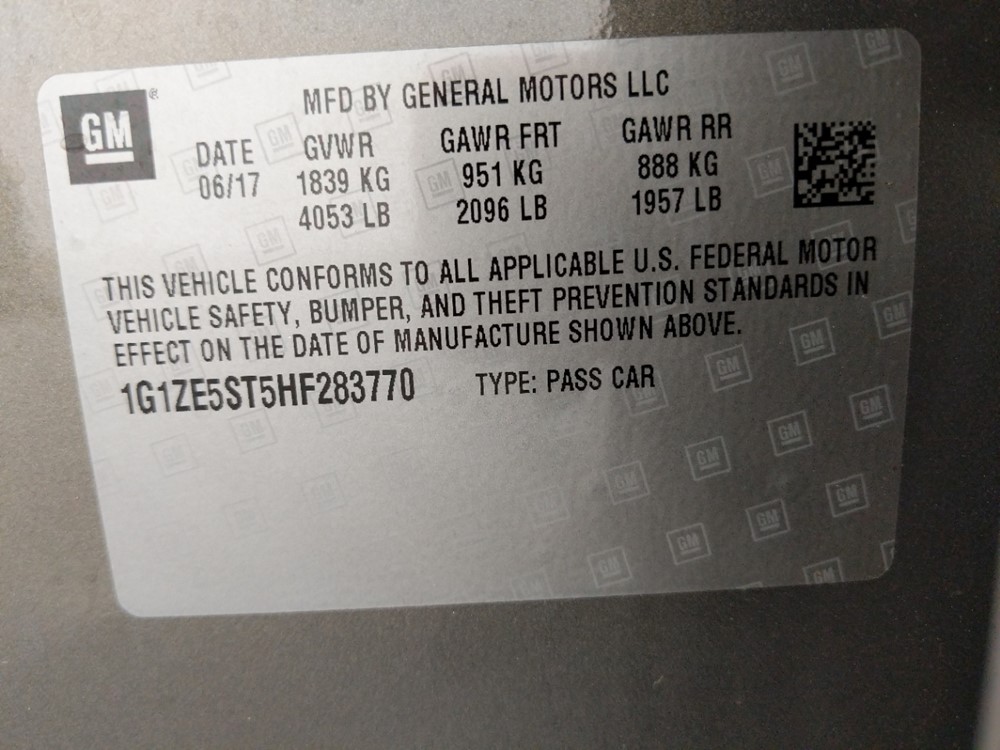 GM ®
MFD BY GENERAL MOTORS LLC
DATE GVWR GAWR FRT GAWR RR
06/17 1839 KG 951 KG 888 KG
4053 LB 2096 LB 1957 LB
THIS VEHICLE CONFORMS TO ALL APPLICABLE U.S. FEDERAL MOTOR
VEHICLE SAFETY, BUMPER, AND THEFT PREVENTION STANDARDS IN
EFFECT ON THE DATE OF MANUFACTURE SHOWN ABOVE.
1G1ZE5ST5HF283770 TYPE: PASS CAR